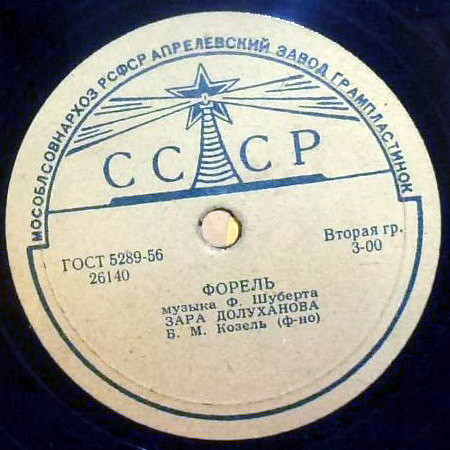 МОСОБЛСОВНАРХОЗ РСФСР АПРЕЛЕВСКИЙ ЗАВОД ГРАМПЛАСТИНОК
СССР
ГОСТ 5289-56
26140
Вторая гр.
3-00
ФОРЕЛЬ
музыка Ф. Шуберта
ЗАРА ДОЛУХАНОВА
Б. М. Козель (ф-но)